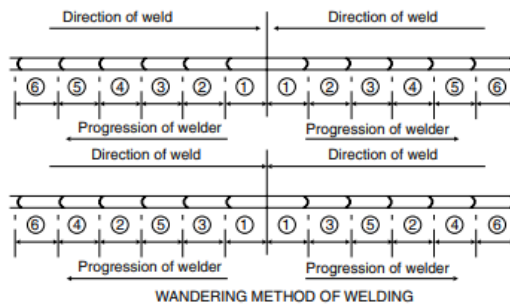 Direction of weld Direction of weld
⑥ ⑤ ④ ③ ② ① ① ② ③ ④ ⑤ ⑥
Progression of welder Progression of welder
Direction of weld Direction of weld
⑥ ④ ② ⑤ ③ ① ① ③ ⑤ ② ④ ⑥
Progression of welder Progression of welder
WANDERING METHOD OF WELDING